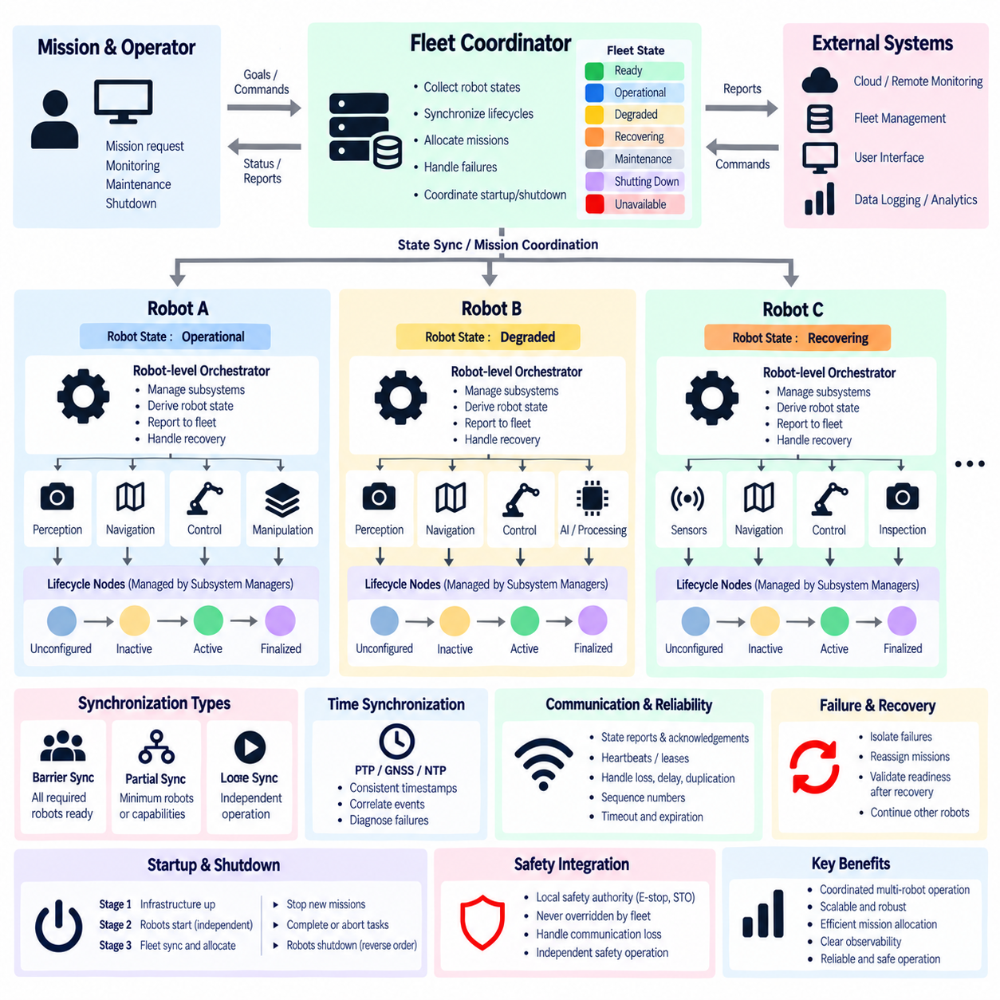 Mission & Operator
Mission request
Monitoring
Maintenance
Shutdown
Goals /
Commands
Status /
Reports
Fleet Coordinator
• Collect robot states
• Synchronize lifecycles
• Allocate missions
• Handle failures
• Coordinate startup/shutdown
Fleet State
Ready
Operational
Degraded
Recovering
Maintenance
Shutting Down
Unavailable
Reports
Commands
External Systems
Cloud / Remote Monitoring
Fleet Management
User Interface
Data Logging / Analytics
State Sync / Mission Coordination
Robot A
Robot State : Operational
Robot-level Orchestrator
• Manage subsystems
• Derive robot state
• Report to fleet
• Handle recovery
Perception
Navigation
Control
Manipulation
Lifecycle Nodes (Managed by Subsystem Managers)
Unconfigured
Inactive
Active
Finalized
Robot B
Robot State : Degraded
Robot-level Orchestrator
• Manage subsystems
• Derive robot state
• Report to fleet
• Handle recovery
Perception
Navigation
Control
AI / Processing
Lifecycle Nodes (Managed by Subsystem Managers)
Unconfigured
Inactive
Active
Finalized
Robot C
Robot State : Recovering
Robot-level Orchestrator
• Manage subsystems
• Derive robot state
• Report to fleet
• Handle recovery
Sensors
Navigation
Control
Inspection
Lifecycle Nodes (Managed by Subsystem Managers)
Unconfigured
Inactive
Active
Finalized
...
Synchronization Types
Barrier Sync
All required
robots ready
Partial Sync
Minimum robots
or capabilities
Sync
Independent
operation
Time Synchronization
PTP / GNSS / NTP
• Consistent timestamps
• Correlate events
• Diagnose failures
Communication & Reliability
• State reports & acknowledgements
• Heartbeats / leases
• Handle loss, delay, duplication
• Sequence numbers
• Timeout and expiration
Failure & Recovery
• Isolate failures
• Reassign missions
• Validate readiness
after recovery
• Continue other robots
Startup & Shutdown
Stage 1 Infrastructure up
Stage 2 Robots start (independent)
Stage 3 Fleet sync and allocate
▶ Stop new missions
▶ Complete or abort tasks
▶ Robots shutdown (reverse order)
Safety Integration
• Local safety authority (E-stop, STO)
• Never overridden by fleet
• Handle communication loss
• Independent safety operation
Key Benefits
• Coordinated multi-robot operation
• Scalable and robust
• Efficient mission allocation
• Clear observability
• Reliable and safe operation